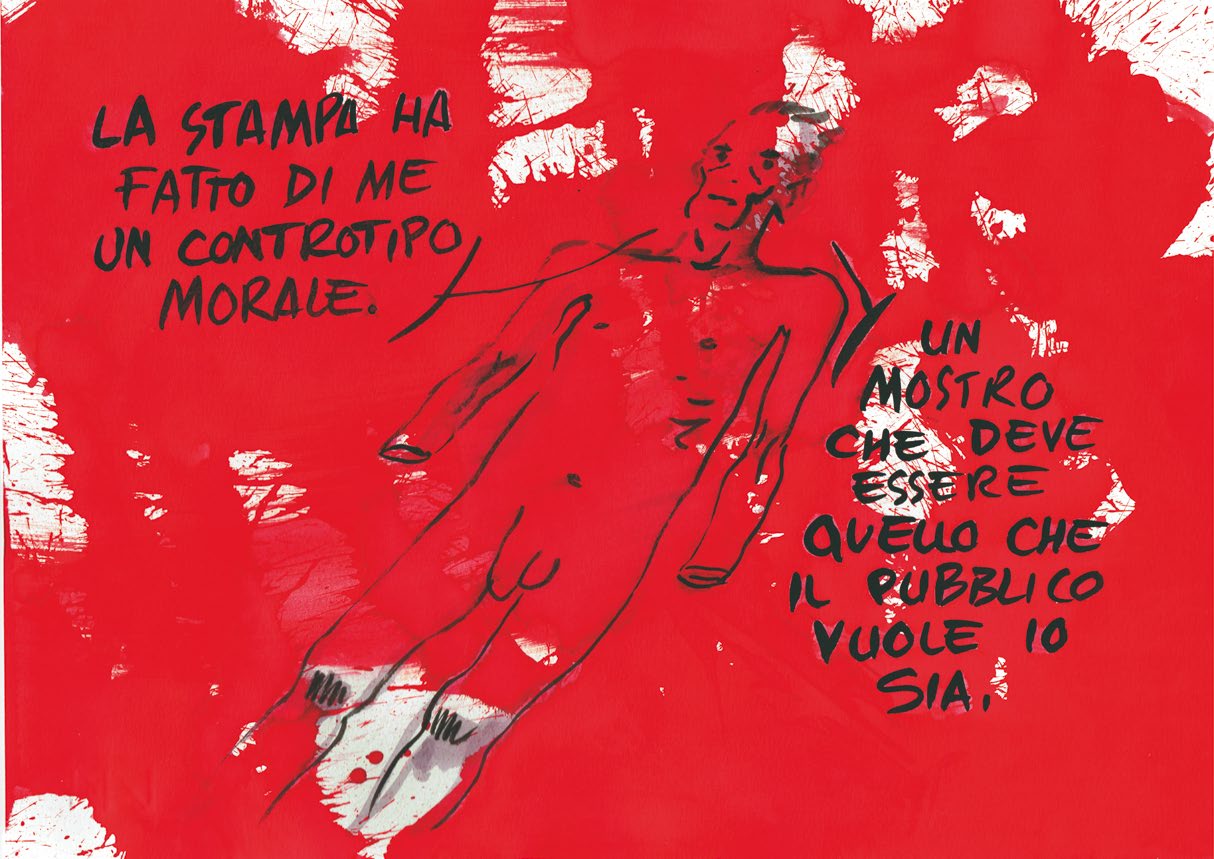 LA STAMPA HA
FATTO DI ME
UN CONTROTIPO
MORALE.
UN
MOSTRO
CHE DEVE
ESSERE
QUELLO CHE
IL PUBBLICO
VUOLE IO
SIA.